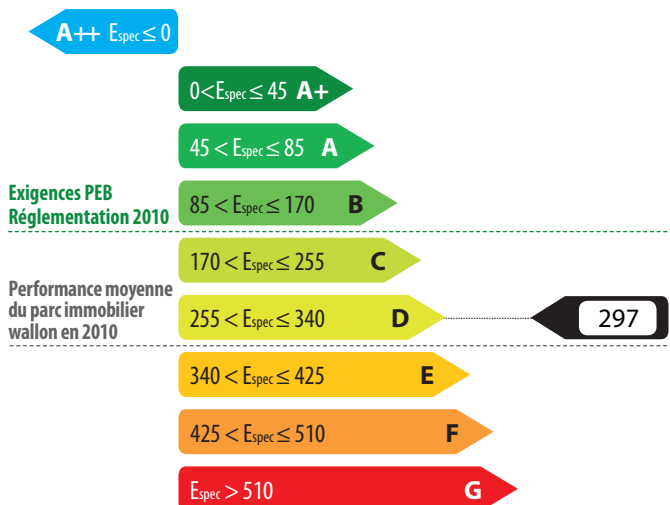 A++ Espec ≤ 0
0<Espec ≤ 45 A+
45 < Espec ≤ 85 A
Exigences PEB
Réglementation 2010
85 < Espec ≤ 170 B
170 < Espec ≤ 255 C
Performance moyenne
du parc immobilier
wallon en 2010
255 < Espec ≤ 340 D
297
340 < Espec ≤ 425 E
425 < Espec ≤ 510 F
Espec > 510 G